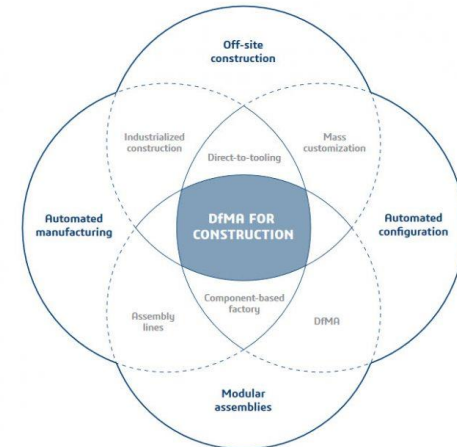 Off-site
construction
Industrialized
construction
Mass
customization
Direct-to-tooling
Automated
manufacturing
DfMA FOR
CONSTRUCTION
Automated
configuration
Component-based
factory
Assembly
lines
DfMA
Modular
assemblies